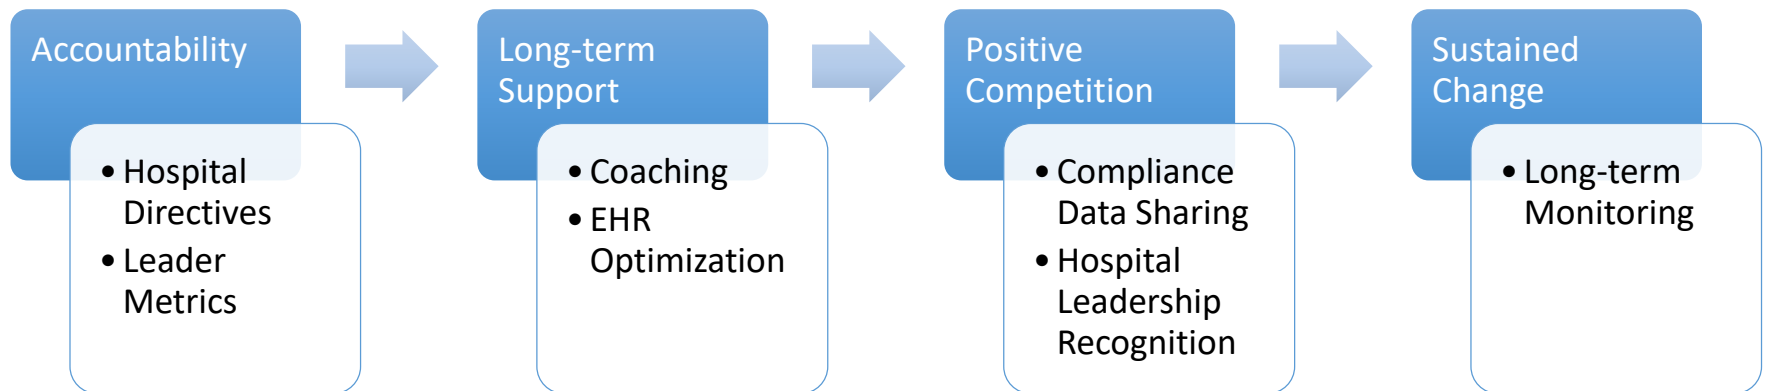 Accountability
• Hospital
Directives
• Leader
Metrics
Long-term
Support
• Coaching
• EHR
Optimization
Positive
Competition
• Compliance
Data Sharing
• Hospital
Leadership
Recognition
Sustained
Change
• Long-term
Monitoring